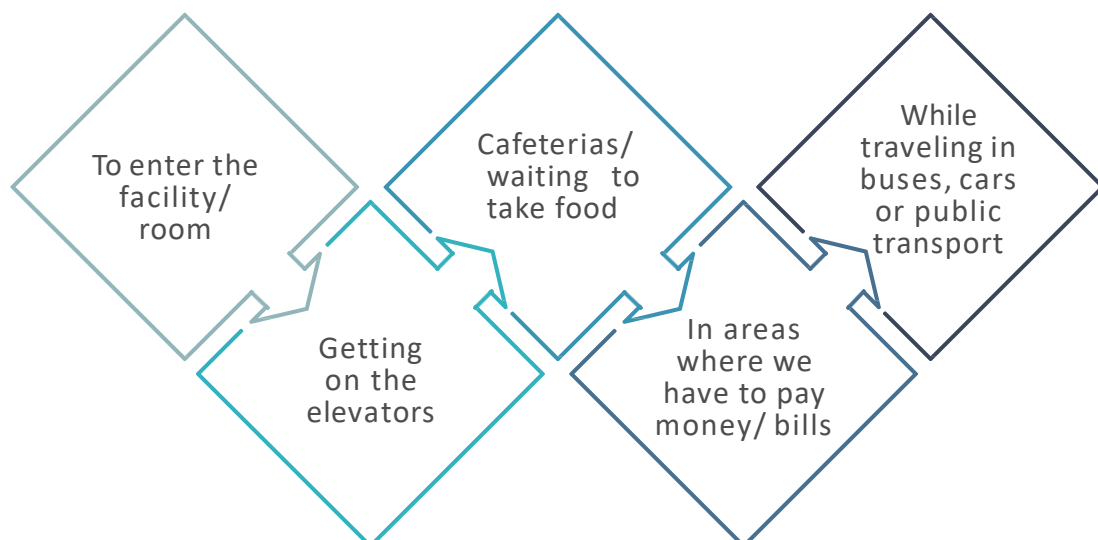 To enter the
facility/
room
Getting
on the
elevators
Cafeterias/
waiting to
take food
In areas
where we
have to pay
money/ bills
While
traveling in
buses, cars
or public
transport